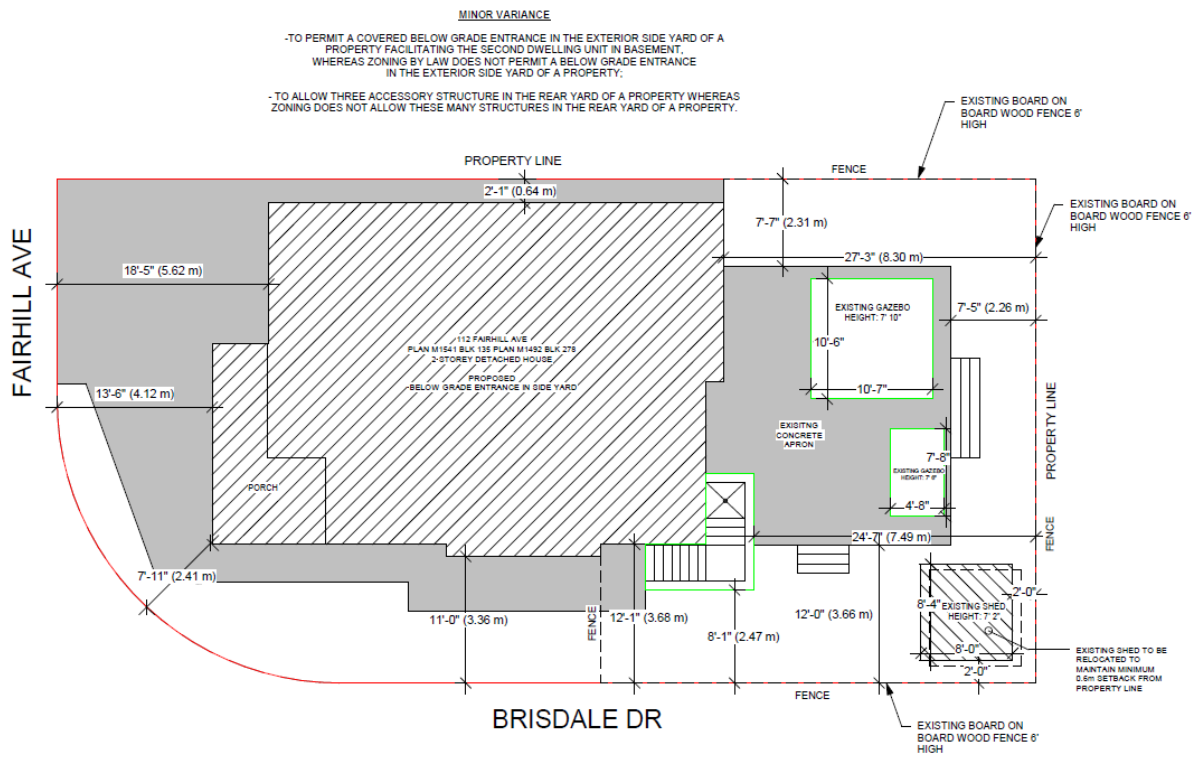 MINOR VARIANCE
-TO PERMIT A COVERED BELOW GRADE ENTRANCE IN THE EXTERIOR SIDE YARD OF A
PROPERTY FACILITATING THE SECOND DWELLING UNIT IN BASEMENT,
WHEREAS ZONING BY LAW DOES NOT PERMIT A BELOW GRADE ENTRANCE
IN THE EXTERIOR SIDE YARD OF A PROPERTY;
- TO ALLOW THREE ACCESSORY STRUCTURE IN THE REAR YARD OF A PROPERTY WHEREAS
ZONING DOES NOT ALLOW THESE MANY STRUCTURES IN THE REAR YARD OF A PROPERTY.
EXISTING BOARD ON
BOARD WOOD FENCE 6'
HIGH
PROPERTY LINE
FENCE
2'-1" (0.64 m)
7'-7" (2.31 m)
EXISTING BOARD ON
BOARD WOOD FENCE 6'
HIGH
FAIRHILL AVE
18'-5" (5.62 m)
27'-3" (8.30 m)
EXISTING GAZEBO
HEIGHT: 7' 10"
7'-5" (2.26 m)
10'-6"
10'-7"
112 FAIRHILL AVE
PLAN M1541 BLK 135 PLAN M1492 BLK 278
2-STOREY DETACHED HOUSE
PROPOSED
BELOW GRADE ENTRANCE IN SIDE YARD
13'-6" (4.12 m)
PROPERTY LINE
EXISITNG
CONCRETE
APRON
7'-8"
EXISTING GAZEBO
HEIGHT: 7'
4'-8"
PORCH
24'-7" (7.49 m)
FENCE
7'-11" (2.41 m)
11'-0" (3.36 m)
FENCE
12'-1" (3.68 m)
8'-1" (2.47 m)
12'-0" (3.66 m)
8'-4"
EXISTING SHED
HEIGHT: 7' 2"
2'-0"
8'-0"
2'-0"
EXISTING SHED TO BE
RELOCATED TO
MAINTAIN MINIMUM
0.6m SETBACK FROM
PROPERTY LINE
FENCE
BRISDALE DR
EXISTING BOARD ON
BOARD WOOD FENCE 6'
HIGH